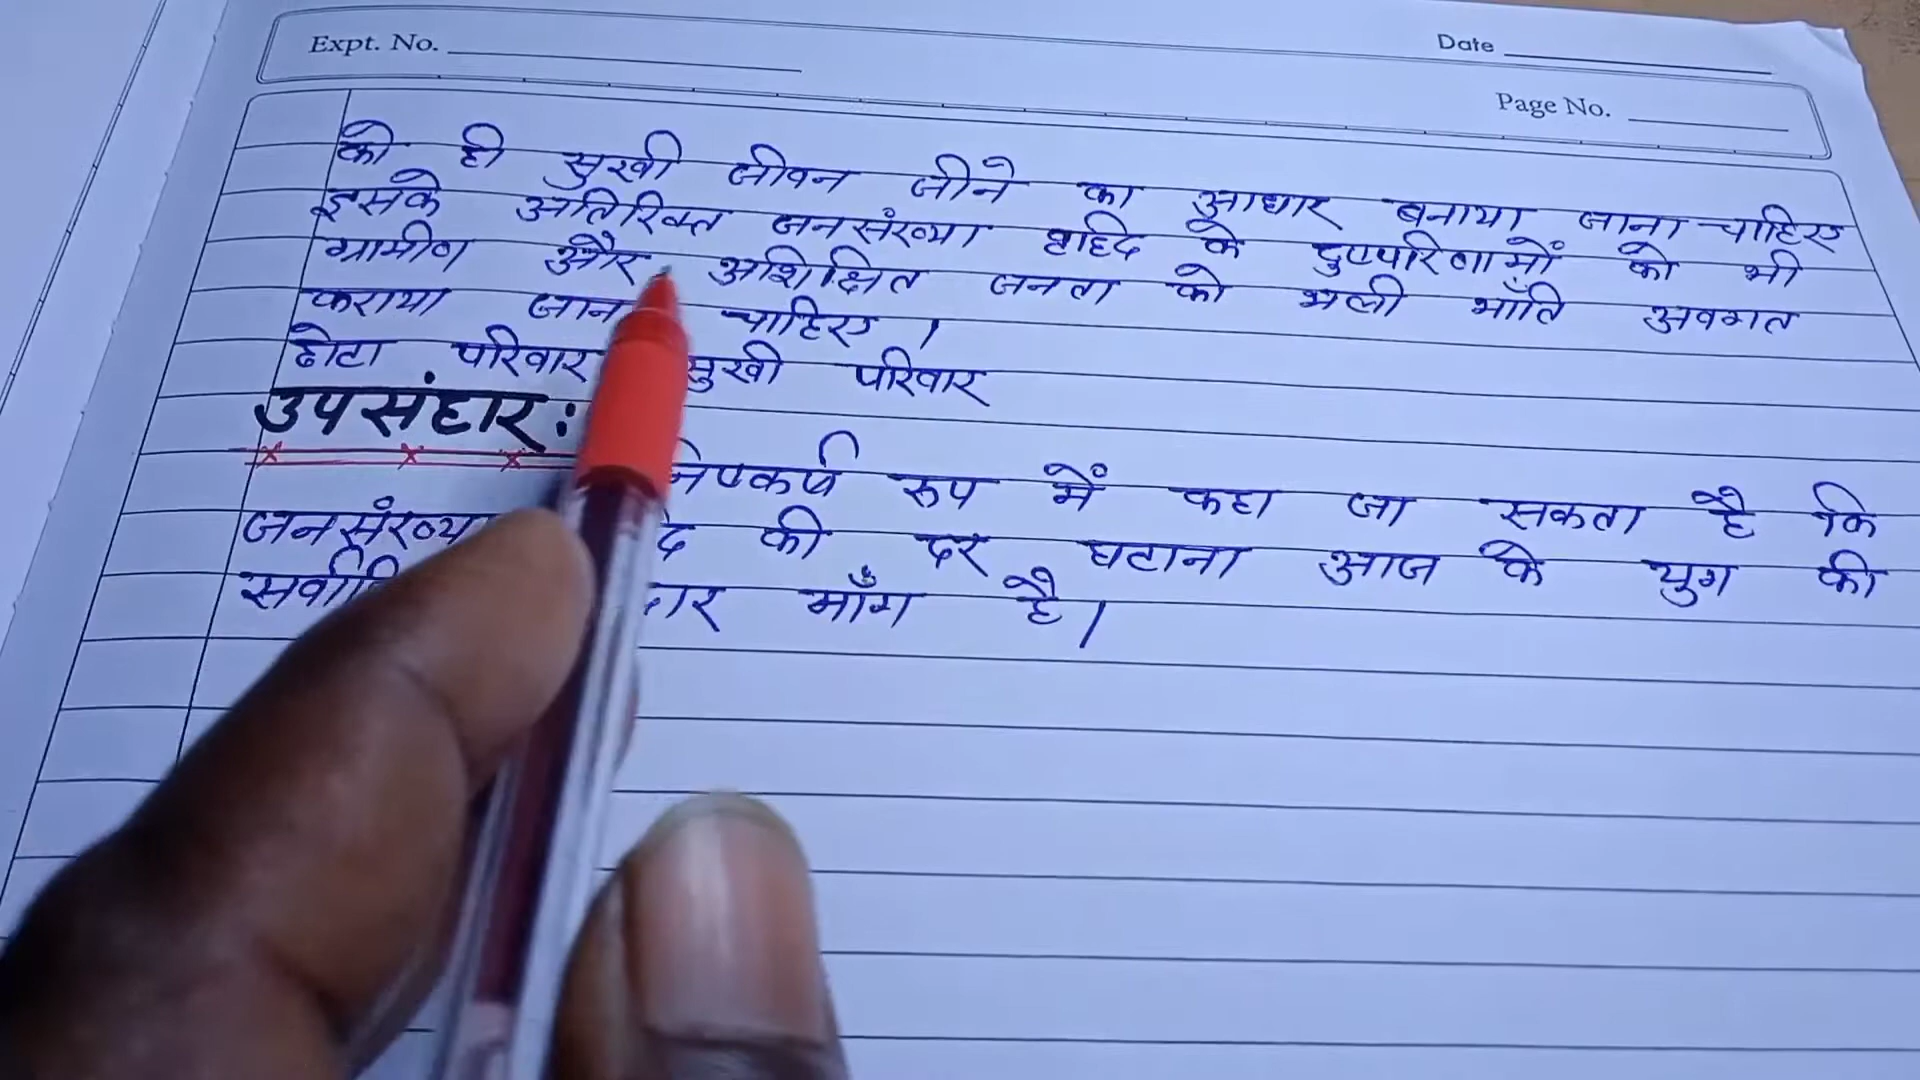 Expt. No.
Date
Page No.
को ही सुखी जीवन जीने का आधार बनाया जाना चाहिए
इसके अतिरिक्त जनसंख्या वृद्धि के दुष्परिणामों को भी
ग्रामीण और अशिक्षित जनता को भली भाँति अवगत
कराया जान चाहिए ।
छोटा परिवार सुखी परिवार
उपसंहार:
निष्कर्ष रूप में कहा जा सकता है कि
जनसंख्या की दर घटाना आज के युग की
माँग है।